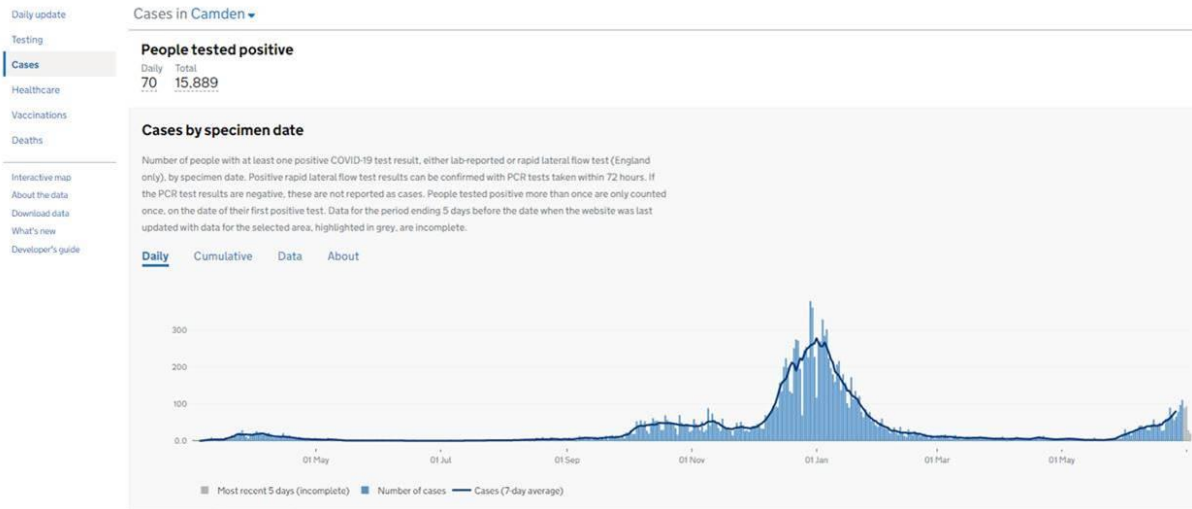 Daily update
Testing
Cases
Healthcare
Vaccinations
Deaths
Interactive map
About the data
Download data
What's new
Developer's guide
Cases in Camden
People tested positive
Daily Total
70 15,889
Cases by specimen date
Number of people with at least one positive COVID-19 test result, either lab-reported or rapid lateral flow test (England
only), by specimen date. Positive rapid lateral flow test results can be confirmed with PCR tests taken within 72 hours. If
the PCR test results are negative, these are not reported as cases. People tested positive more than once are only counted
once, on the date of their first positive test. Data for the period ending 5 days before the date when the website was last
updated with data for the selected area, highlighted in grey, are incomplete.
Daily Cumulative Data About
300
200
100
0.0
01 May 01 Jul 01 Sep 01 Nov 01 Jan 01 Mar 01 May
Most recent 5 days (incomplete) Number of cases Cases (7-day average)